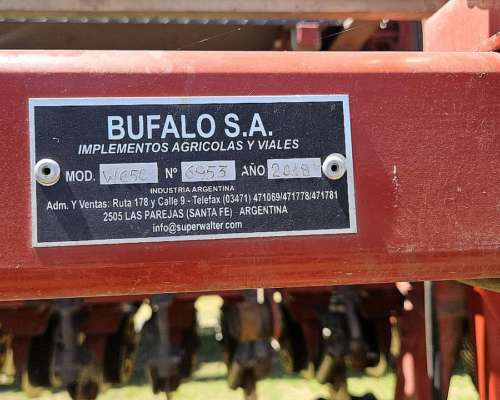 BUFALO S.A.
IMPLEMENTOS AGRICOLAS Y VIALES
MOD. W650 Nº 6953 AÑO 2019
INDUSTRIA ARGENTINA
Adm. Y Ventas: Ruta 178 y Calle 9 - Telefax (03471) 471069/471778/471781
2505 LAS PAREJAS (SANTA FE) ARGENTINA
info@superwalter.com